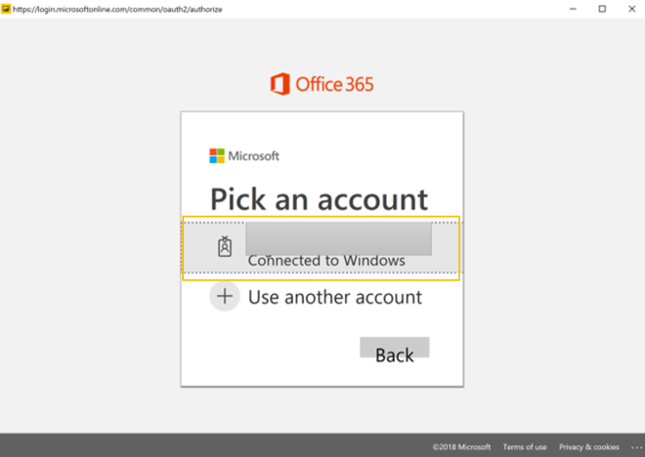 https://login.microsoftonline.com/common/oauth2/authorize
Office 365
Microsoft
Pick an account
Connected to Windows
Use another account
Back
©2018 Microsoft Terms of use Privacy & cookies ...